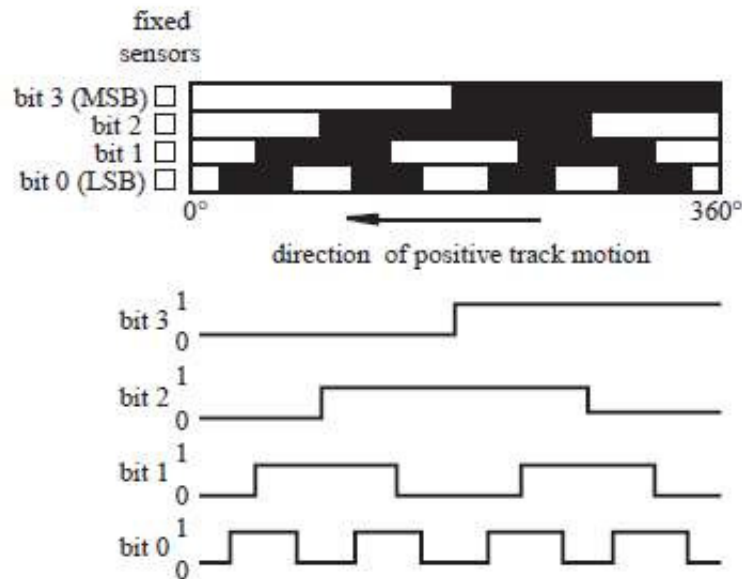 fixed
sensors
bit 3 (MSB)
bit 2
bit 1
bit 0 (LSB)
0° 360°
direction of positive track motion
1
bit 3
0
1
bit 2
0
1
bit 1
0
1
bit 0
0